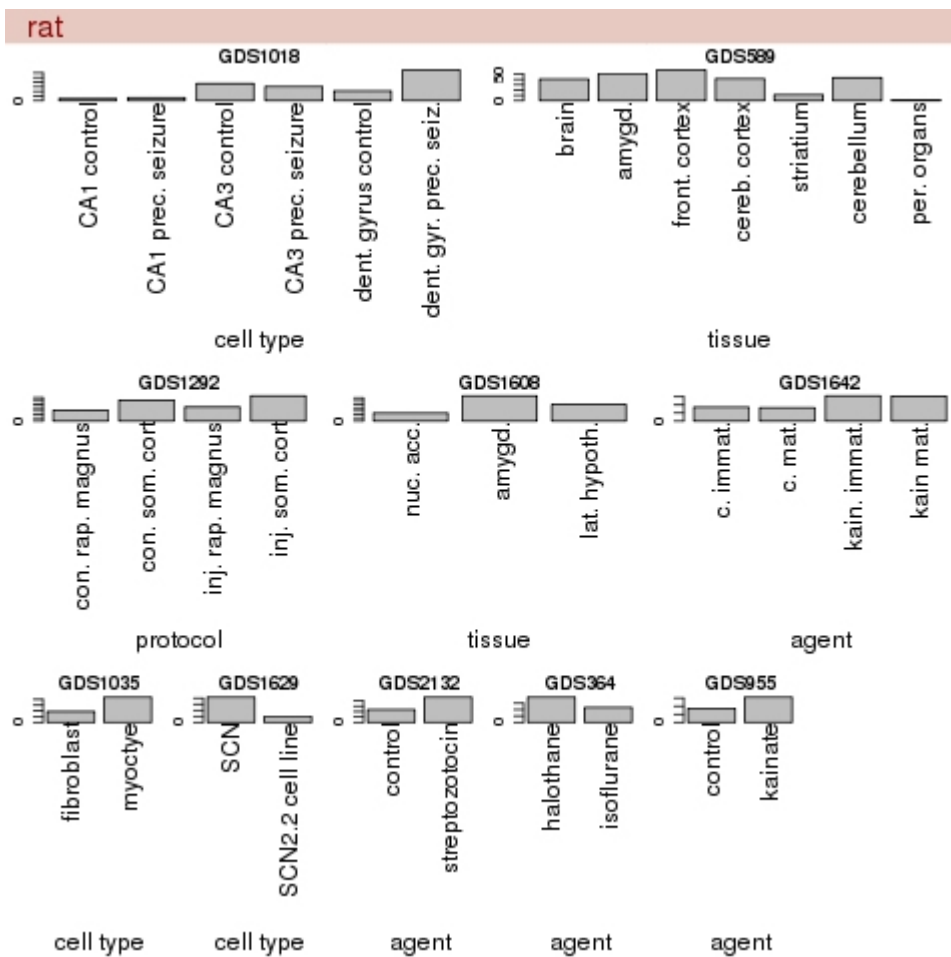 rat
GDS1018
0
CA1 control
CA1 prec. seizure
CA3 control
CA3 prec. seizure
dent. gyrus control
dent. gyr. prec. seiz.
cell type
GDS589
50
0
brain
amygd.
front. cortex
cereb. cortex
striatium
cerebellum
per. organs
tissue
GDS1292
0
con. rap. magnus
con. som. cort
inj. rap. magnus
inj. som. cort
protocol
GDS1608
0
nuc. acc.
amygd.
lat. hypoth.
tissue
GDS1642
0
c. immat.
c. mat.
kain. immat.
kain mat.
agent
GDS1035
0
fibroblast
myoctye
cell type
GDS1629
0
SCN
SCN2.2 cell line
cell type
GDS2132
0
control
streptozotocin
agent
GDS364
0
halothane
isoflurane
agent
GDS955
0
control
kainate
agent